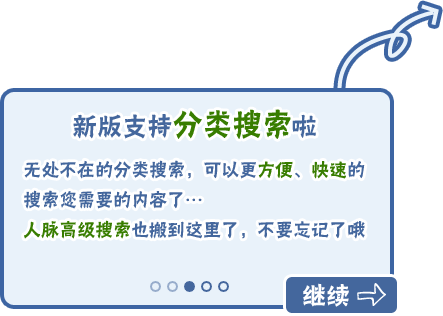 新版支持分类搜索啦
无处不在的分类搜索，可以更方便、快速的
搜索您需要的内容了…
人脉高级搜索也搬到这里了，不要忘记了哦
继续